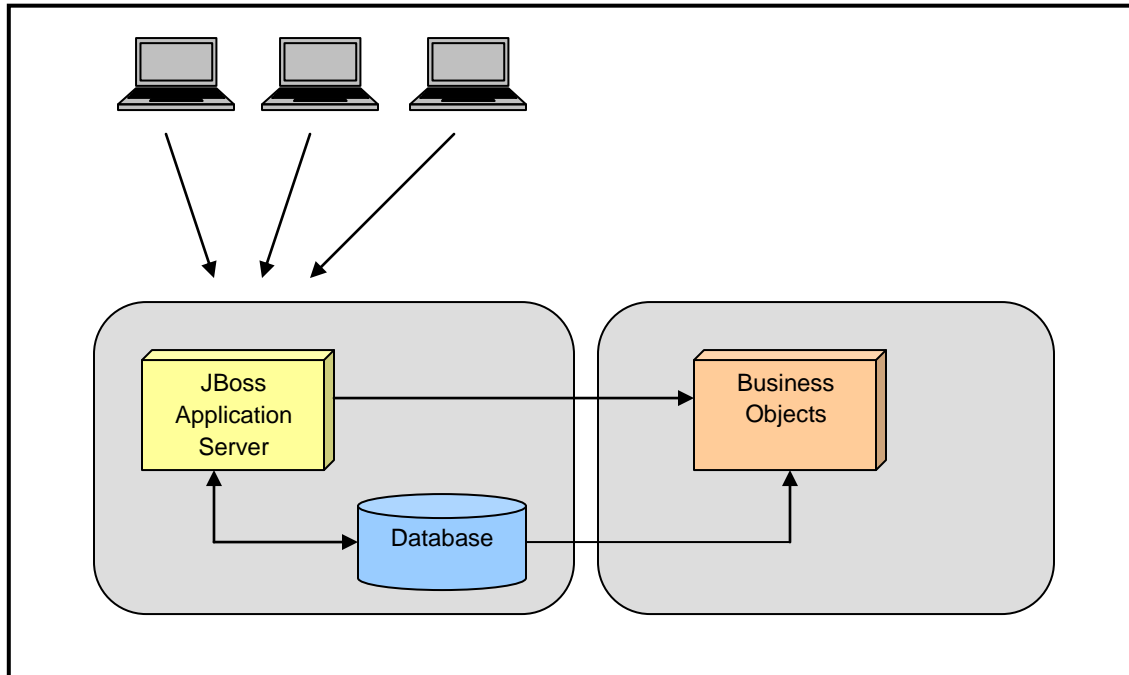 JBoss
Application
Server
Business
Objects
Database